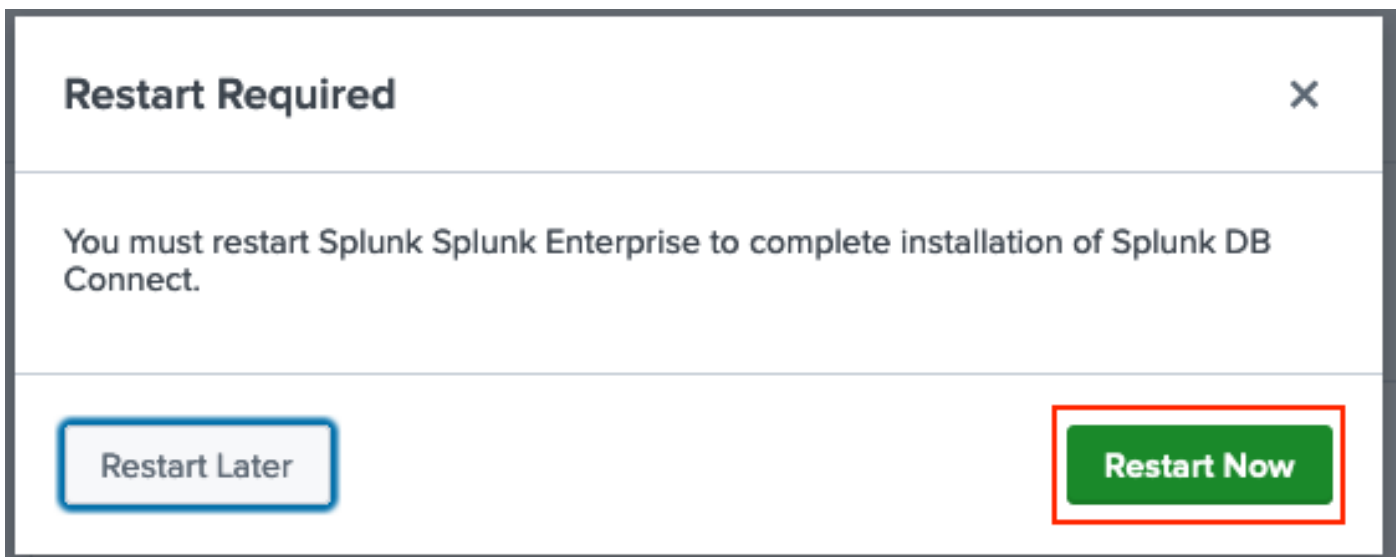 Restart Required
You must restart Splunk Splunk Enterprise to complete installation of Splunk DB
Connect.
Restart Later
Restart Now